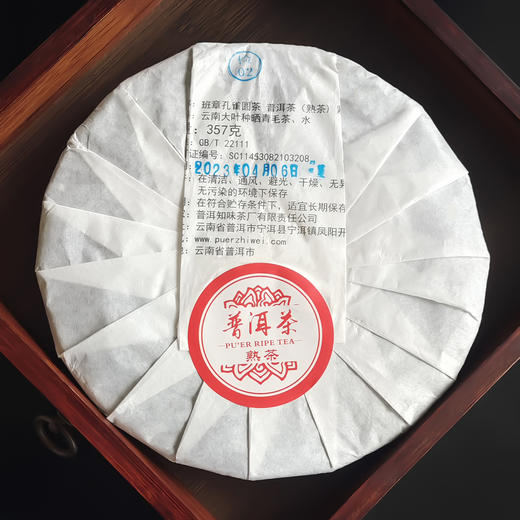 02
: 班章孔雀圆茶 普洱茶（熟茶）
: 云南大叶种晒青毛茶、水
: 357克
: GB/T 22111
证编号: SC11453082103208
2023年04月06日
: 在清洁、通风、避光、干燥、无异
无污染的环境下保存
: 在符合贮存条件下，适宜长期保存
: 普洱知味茶厂有限责任公司
: 云南省普洱市宁洱县宁洱镇凤阳开
: www.puerzhiwei.com
: 云南省普洱市
普洱茶
PU'ER RIPE TEA
熟茶